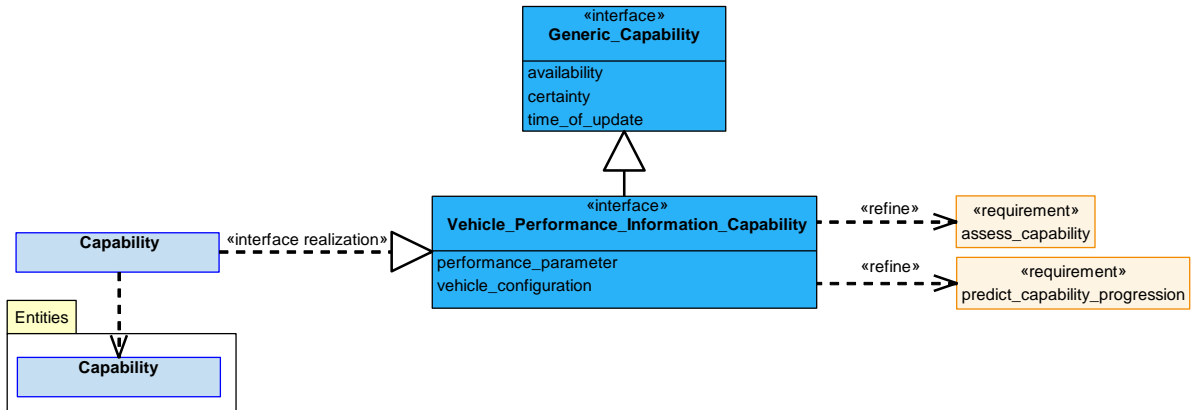 «interface»
Generic_Capability
availability
certainty
time_of_update
«interface»
Vehicle_Performance_Information_Capability
performance_parameter
vehicle_configuration
«refine»
«requirement»
assess_capability
«refine»
«requirement»
predict_capability_progression
Capability
«interface realization»
Entities
Capability